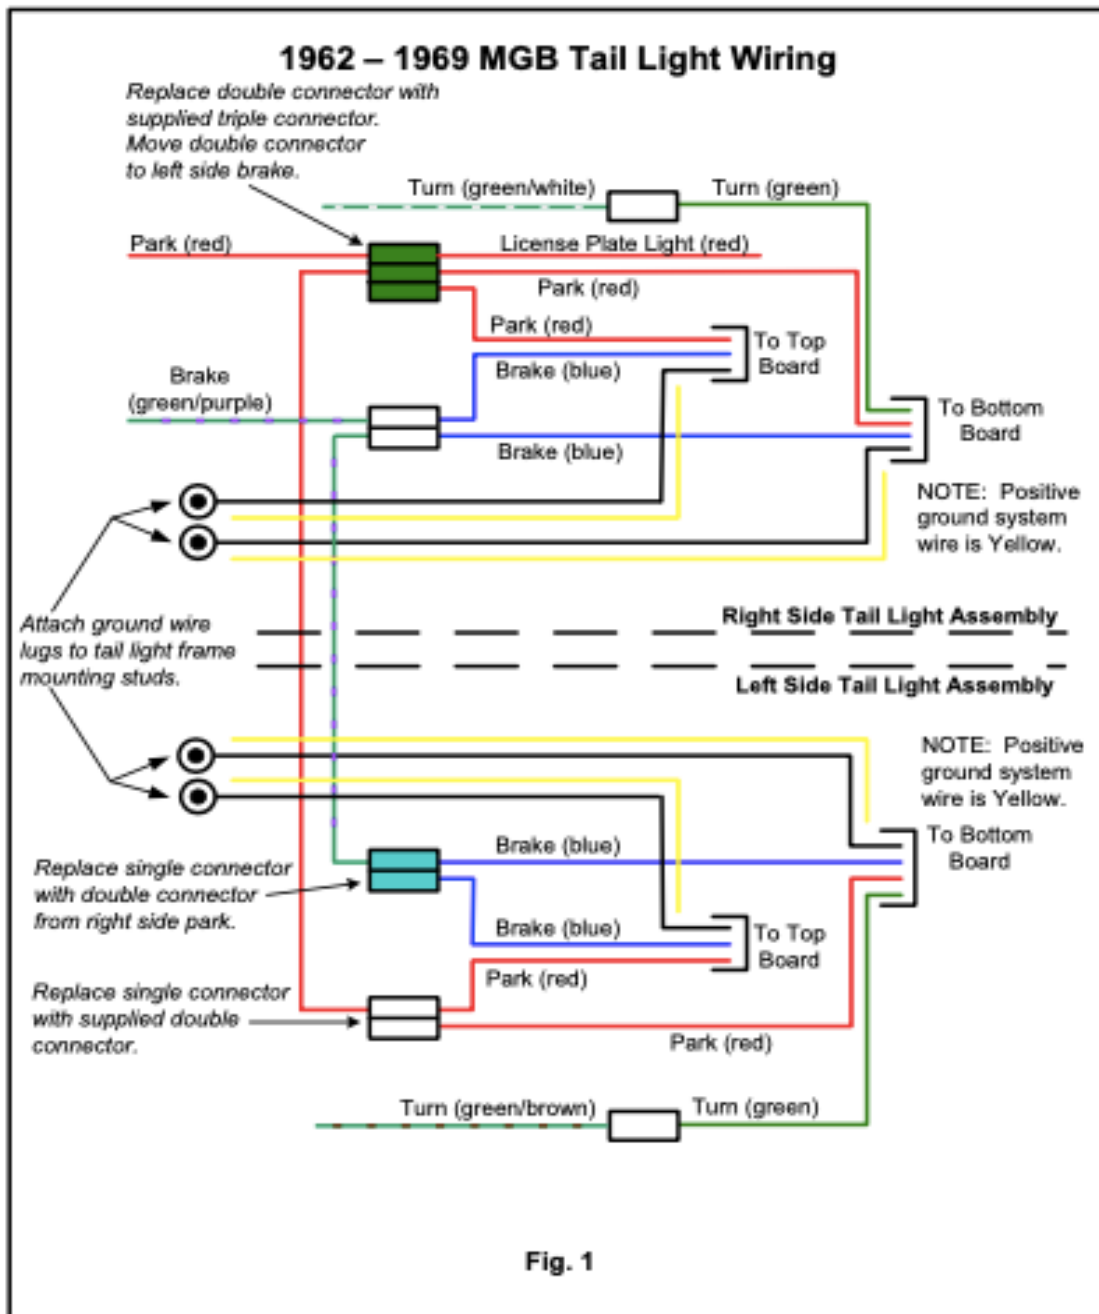 1962 – 1969 MGB Tail Light Wiring
Replace double connector with
supplied triple connector.
Move double connector
to left side brake.
Turn (green/white)
Turn (green)
Park (red)
License Plate Light (red)
Park (red)
Park (red)
To Top
Board
Brake (blue)
Brake
(green/purple)
To Bottom
Board
Brake (blue)
NOTE: Positive
ground system
wire is Yellow.
Attach ground wire
lugs to tail light frame
mounting studs.
Right Side Tail Light Assembly
Left Side Tail Light Assembly
NOTE: Positive
ground system
wire is Yellow.
To Bottom
Board
Brake (blue)
Replace single connector
with double connector
from right side park.
Brake (blue)
To Top
Board
Park (red)
Replace single connector
with supplied double
connector.
Park (red)
Turn (green/brown)
Turn (green)
Fig. 1